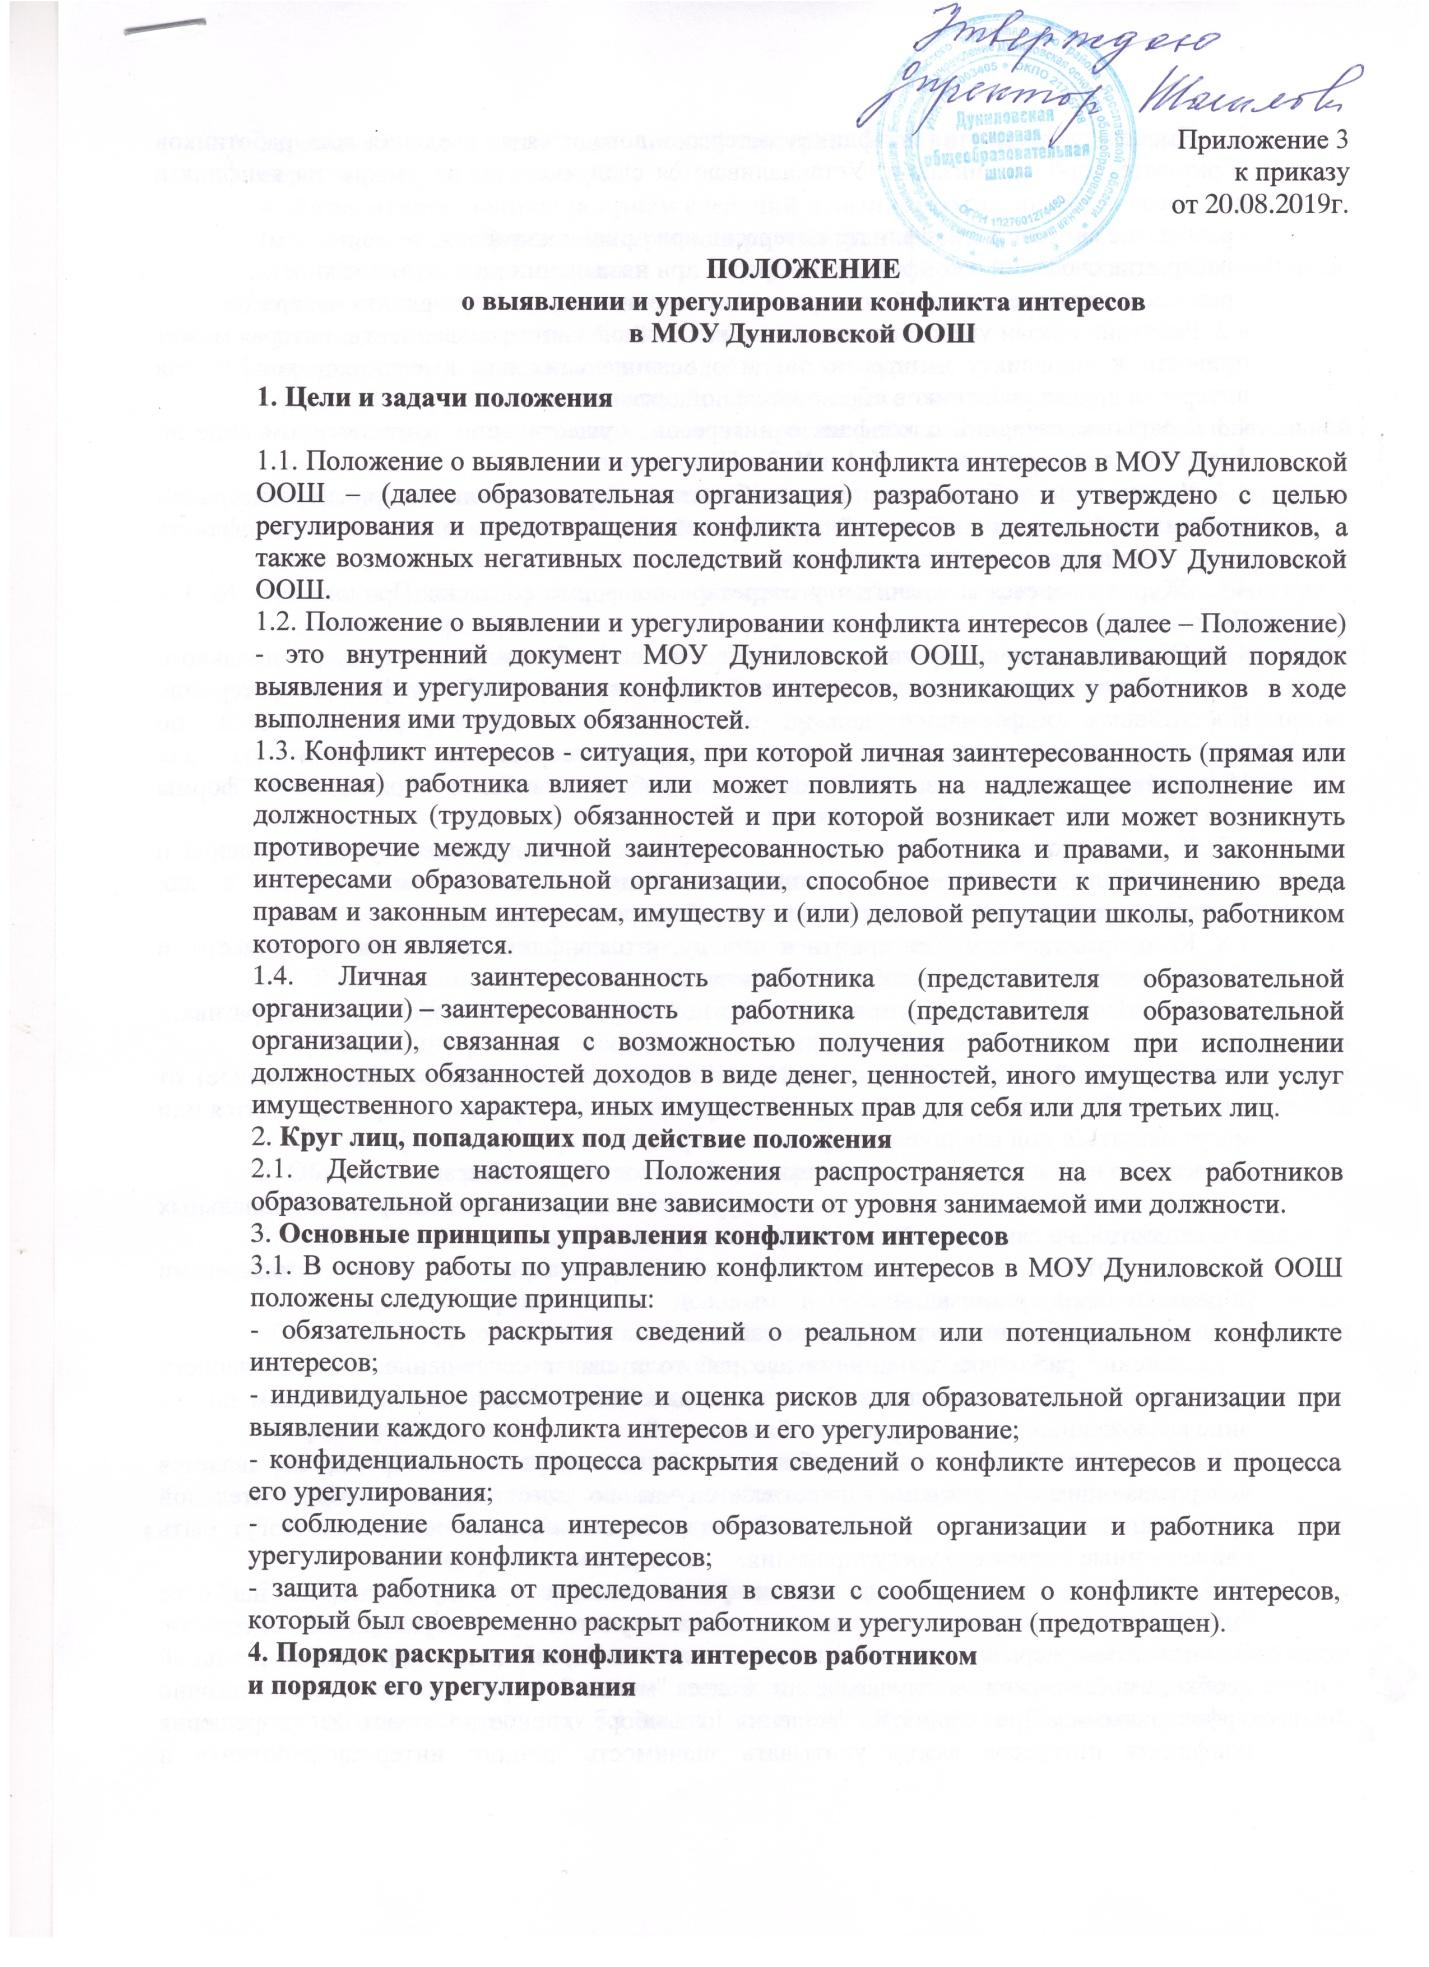 Утверждаю
директор
Дуниловская
основная
общеобразовательная
школа
Приложение 3
к приказу
от 20.08.2019г.
ПОЛОЖЕНИЕ
о выявлении и урегулировании конфликта интересов
в МОУ Дуниловской ООШ
1. Цели и задачи положения
1.1. Положение о выявлении и урегулировании конфликта интересов в МОУ Дуниловской
ООШ – (далее образовательная организация) разработано и утверждено с целью
регулирования и предотвращения конфликта интересов в деятельности работников, а
также возможных негативных последствий конфликта интересов для МОУ Дуниловской
ООШ.
1.2. Положение о выявлении и урегулировании конфликта интересов (далее – Положение)
- это внутренний документ МОУ Дуниловской ООШ, устанавливающий порядок
выявления и урегулирования конфликтов интересов, возникающих у работников в ходе
выполнения ими трудовых обязанностей.
1.3. Конфликт интересов - ситуация, при которой личная заинтересованность (прямая или
косвенная) работника влияет или может повлиять на надлежащее исполнение им
должностных (трудовых) обязанностей и при которой возникает или может возникнуть
противоречие между личной заинтересованностью работника и правами, и законными
интересами образовательной организации, способное привести к причинению вреда
правам и законным интересам, имуществу и (или) деловой репутации школы, работником
которого он является.
1.4. Личная заинтересованность работника (представителя образовательной
организации) – заинтересованность работника (представителя образовательной
организации), связанная с возможностью получения работником при исполнении
должностных обязанностей доходов в виде денег, ценностей, иного имущества или услуг
имущественного характера, иных имущественных прав для себя или для третьих лиц.
2. Круг лиц, попадающих под действие положения
2.1. Действие настоящего Положения распространяется на всех работников
образовательной организации вне зависимости от уровня занимаемой ими должности.
3. Основные принципы управления конфликтом интересов
3.1. В основу работы по управлению конфликтом интересов в МОУ Дуниловской ООШ
положены следующие принципы:
- обязательность раскрытия сведений о реальном или потенциальном конфликте
интересов;
- индивидуальное рассмотрение и оценка рисков для образовательной организации при
выявлении каждого конфликта интересов и его урегулирование;
- конфиденциальность процесса раскрытия сведений о конфликте интересов и процесса
его урегулирования;
- соблюдение баланса интересов образовательной организации и работника при
урегулировании конфликта интересов;
- защита работника от преследования в связи с сообщением о конфликте интересов,
который был своевременно раскрыт работником и урегулирован (предотвращен).
4. Порядок раскрытия конфликта интересов работником
и порядок его урегулирования